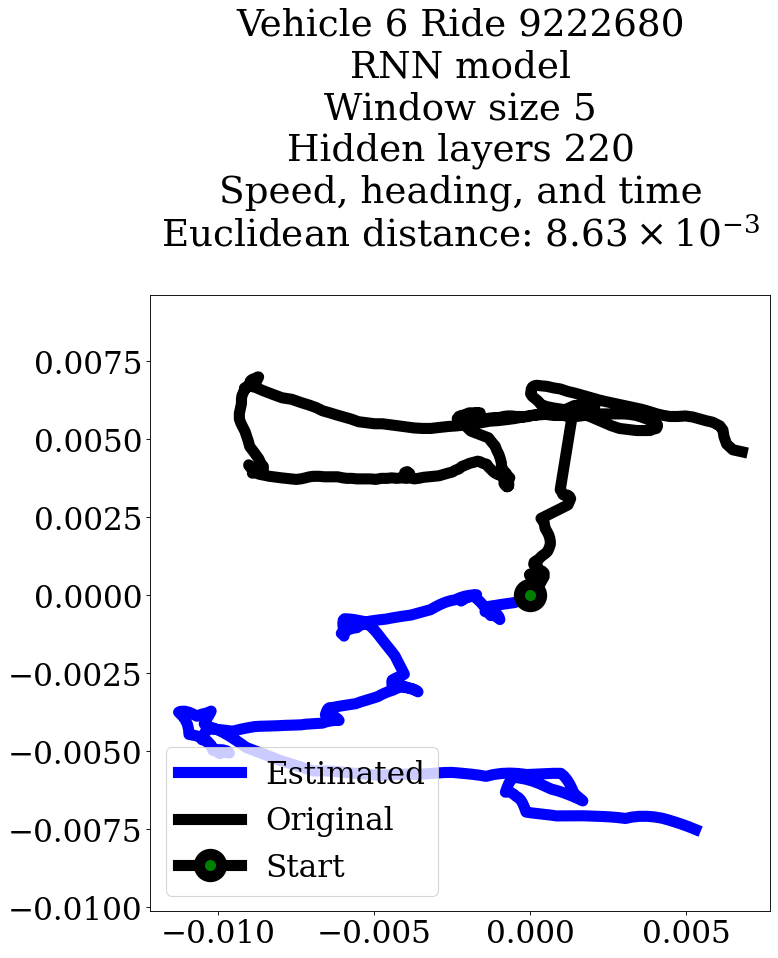 Vehicle 6 Ride 9222680
RNN model
Window size 5
Hidden layers 220
Speed, heading, and time
Euclidean distance: 8.63 × 10⁻³
0.0075
0.0050
0.0025
0.0000
−0.0025
−0.0050
−0.0075
−0.0100
Estimated
Original
Start
−0.010
−0.005
0.000
0.005